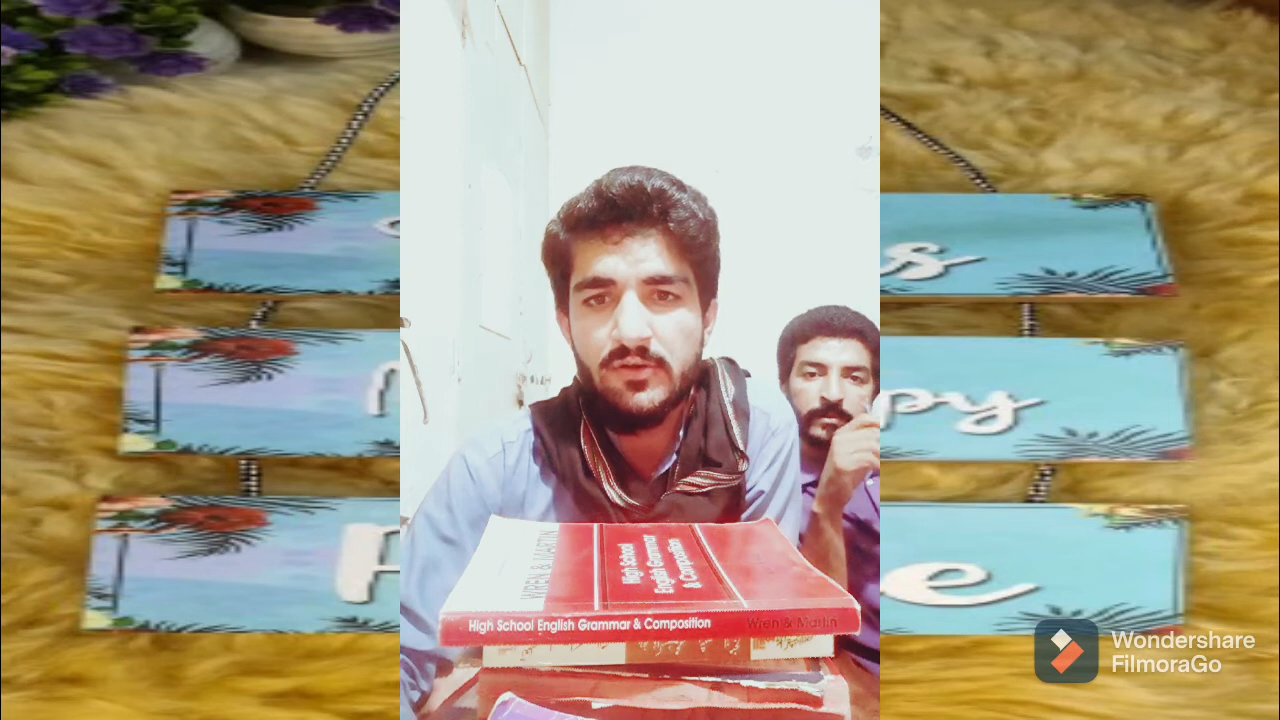 s
py
e
WREN & MARTIN
High School
English Grammar
& Composition
High School English Grammar & Composition Wren & Martin
Wondershare
FilmoraGo